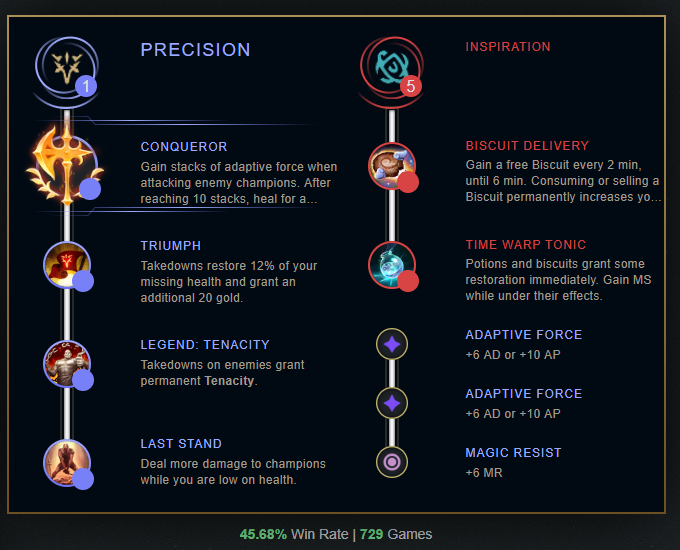 PRECISION
1
CONQUEROR
Gain stacks of adaptive force when
attacking enemy champions. After
reaching 10 stacks, heal for a...
TRIUMPH
Takedowns restore 12% of your
missing health and grant an
additional 20 gold.
LEGEND: TENACITY
Takedowns on enemies grant
permanent Tenacity.
LAST STAND
Deal more damage to champions
while you are low on health.
INSPIRATION
5
BISCUIT DELIVERY
Gain a free Biscuit every 2 min,
until 6 min. Consuming or selling a
Biscuit permanently increases yo...
TIME WARP TONIC
Potions and biscuits grant some
restoration immediately. Gain MS
while under their effects.
ADAPTIVE FORCE
+6 AD or +10 AP
ADAPTIVE FORCE
+6 AD or +10 AP
MAGIC RESIST
+6 MR
45.68% Win Rate | 729 Games